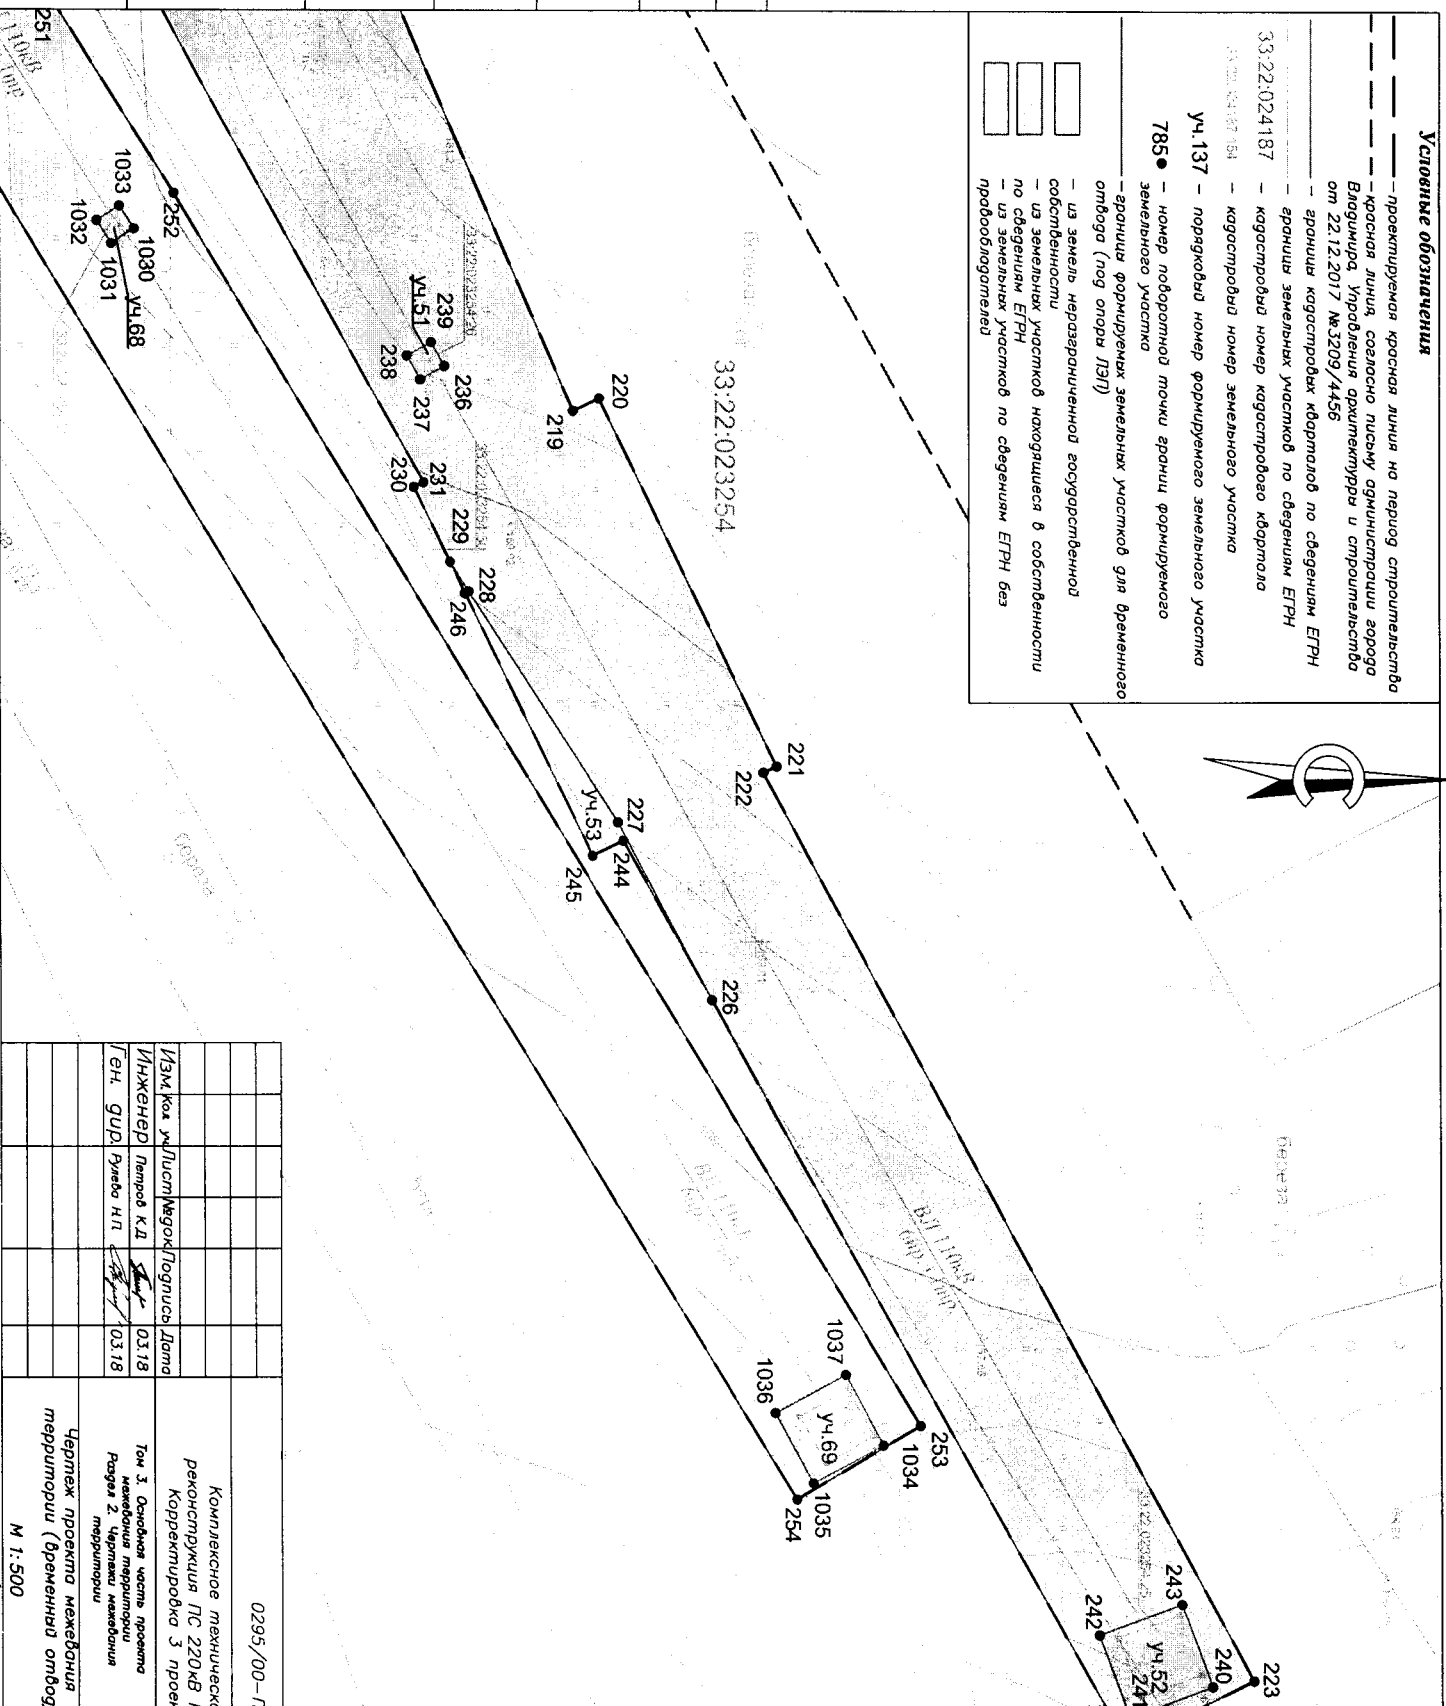 Условные обозначения
– проектируемая красная линия на период строительства
– красная линия, согласно письму администрации города
Владимира, Управления архитектуры и строительства
от 22.12.2017 №3209/4456
– границы кадастровых кварталов по сведениям ЕГРН
– границы земельных участков по сведениям ЕГРН
33:22:024187 – кадастровый номер кадастрового квартала
– кадастровый номер земельного участка
уч.137 – порядковый номер формируемого земельного участка
785 – номер поворотной точки границ формируемого
земельного участка
– границы формируемых земельных участков для временного
отвода (под опоры ЛЭП)
– из земель неразграниченной государственной
собственности
– из земельных участков находящиеся в собственности
по сведениям ЕГРН
– из земельных участков по сведениям ЕГРН без
правообладателей
береза
223
240
243
уч.52
241
242
221
222
33:22:023254
220
219
226
ВЛ 110кВ
253
1034
1037
уч.69
1035
1036
254
227
244
уч.53
245
228
246
229
231
230
239
236
уч.51
237
238
береза
252
1033
1030
1032
1031
уч.68
251
110кВ
0295/00-П
Комплексное техническо
реконструкция ПС 220кВ
Корректировка 3 проек
Изм. Кол. уч Лист №док Подпись Дата
Инженер Петров К.Д. 03.18
Ген. дир. Рулева Н.П. 03.18
Том 3. Основная часть проекта
межевания территории
Раздел 2. Чертежи межевания
территории
Чертеж проекта межевания
территории (временный отвод
М 1:500